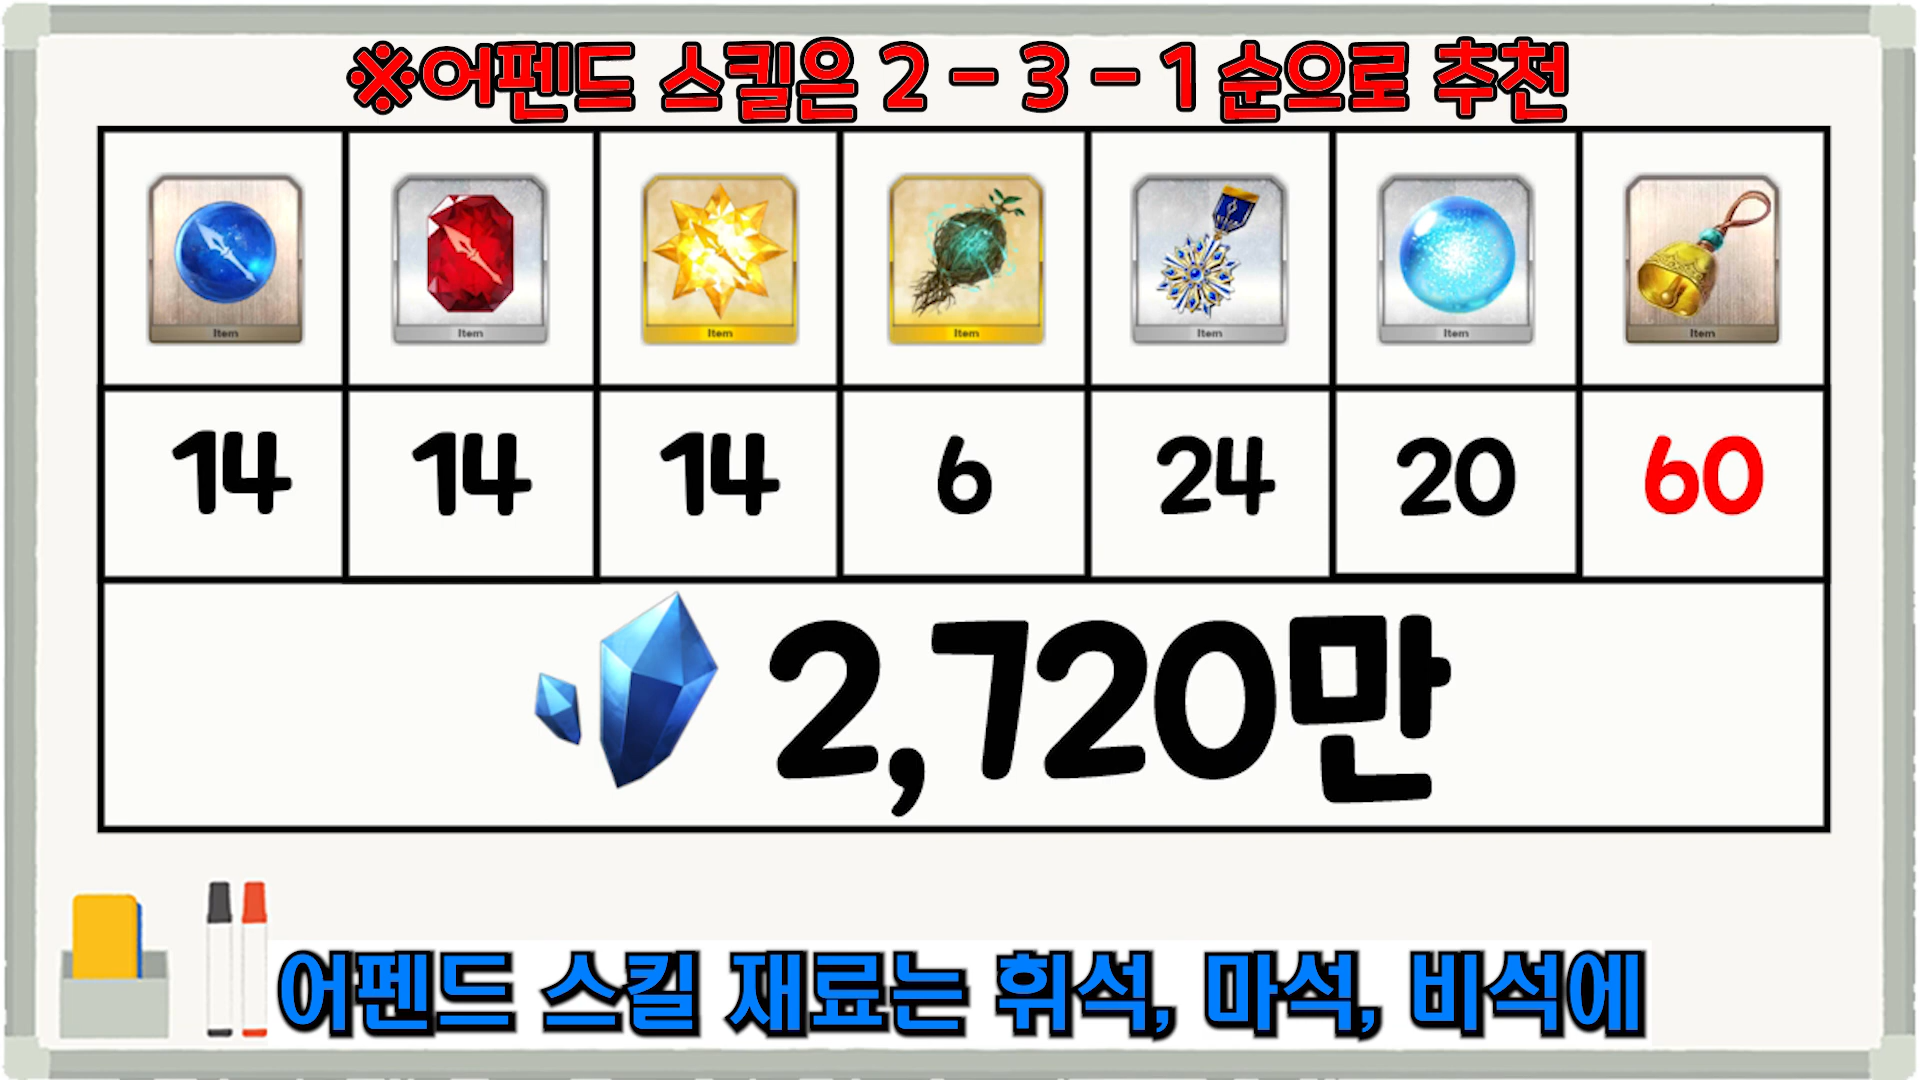 ※어펜드 스킬은 2 - 3 - 1 순으로 추천
Item Item Item Item Item Item Item
14 14 14 6 24 20 60
2,720만
어펜드 스킬 재료는 휘석, 마석, 비석에